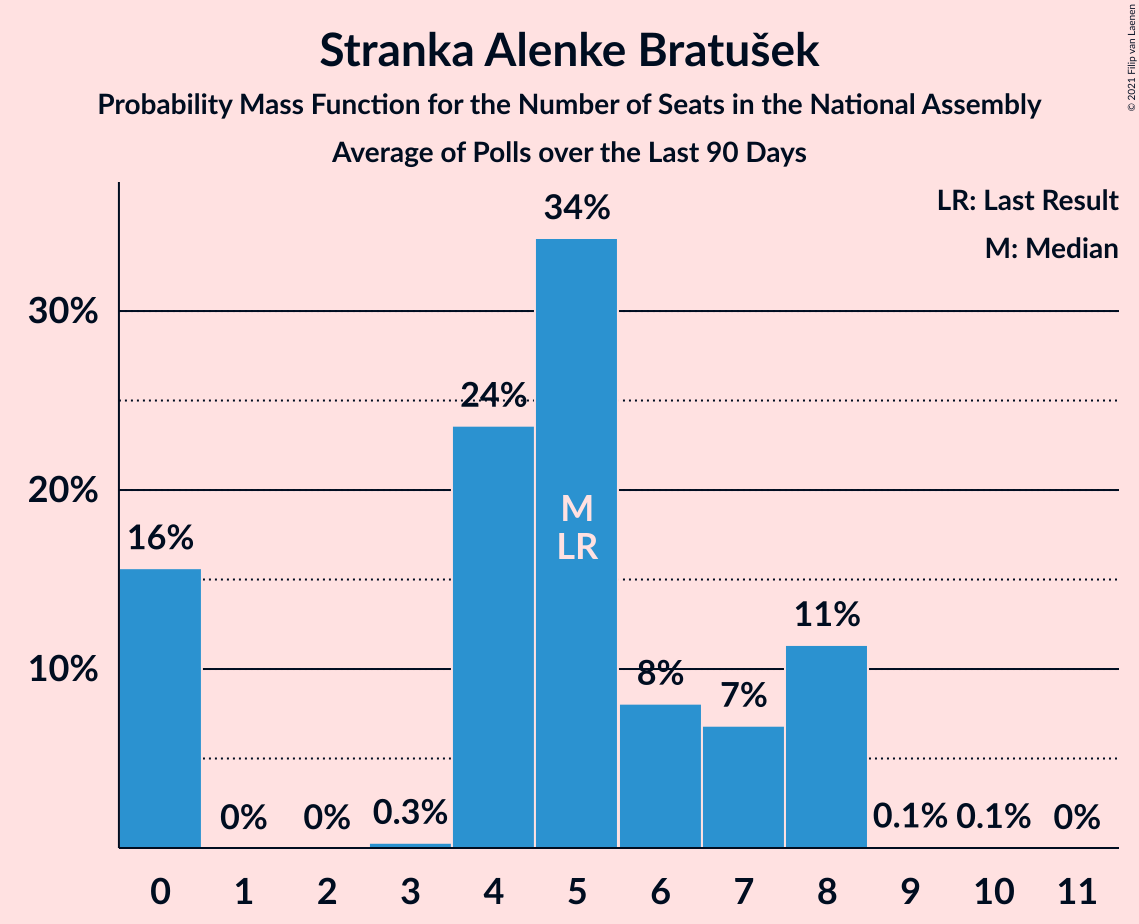 Stranka Alenke Bratušek
Probability Mass Function for the Number of Seats in the National Assembly
Average of Polls over the Last 90 Days
© 2021 Filip van Laenen
LR: Last Result
M: Median
30%
20%
10%
16%
0%
0%
0.3%
24%
34%
8%
7%
11%
0.1%
0.1%
0%
M
LR
0 1 2 3 4 5 6 7 8 9 10 11